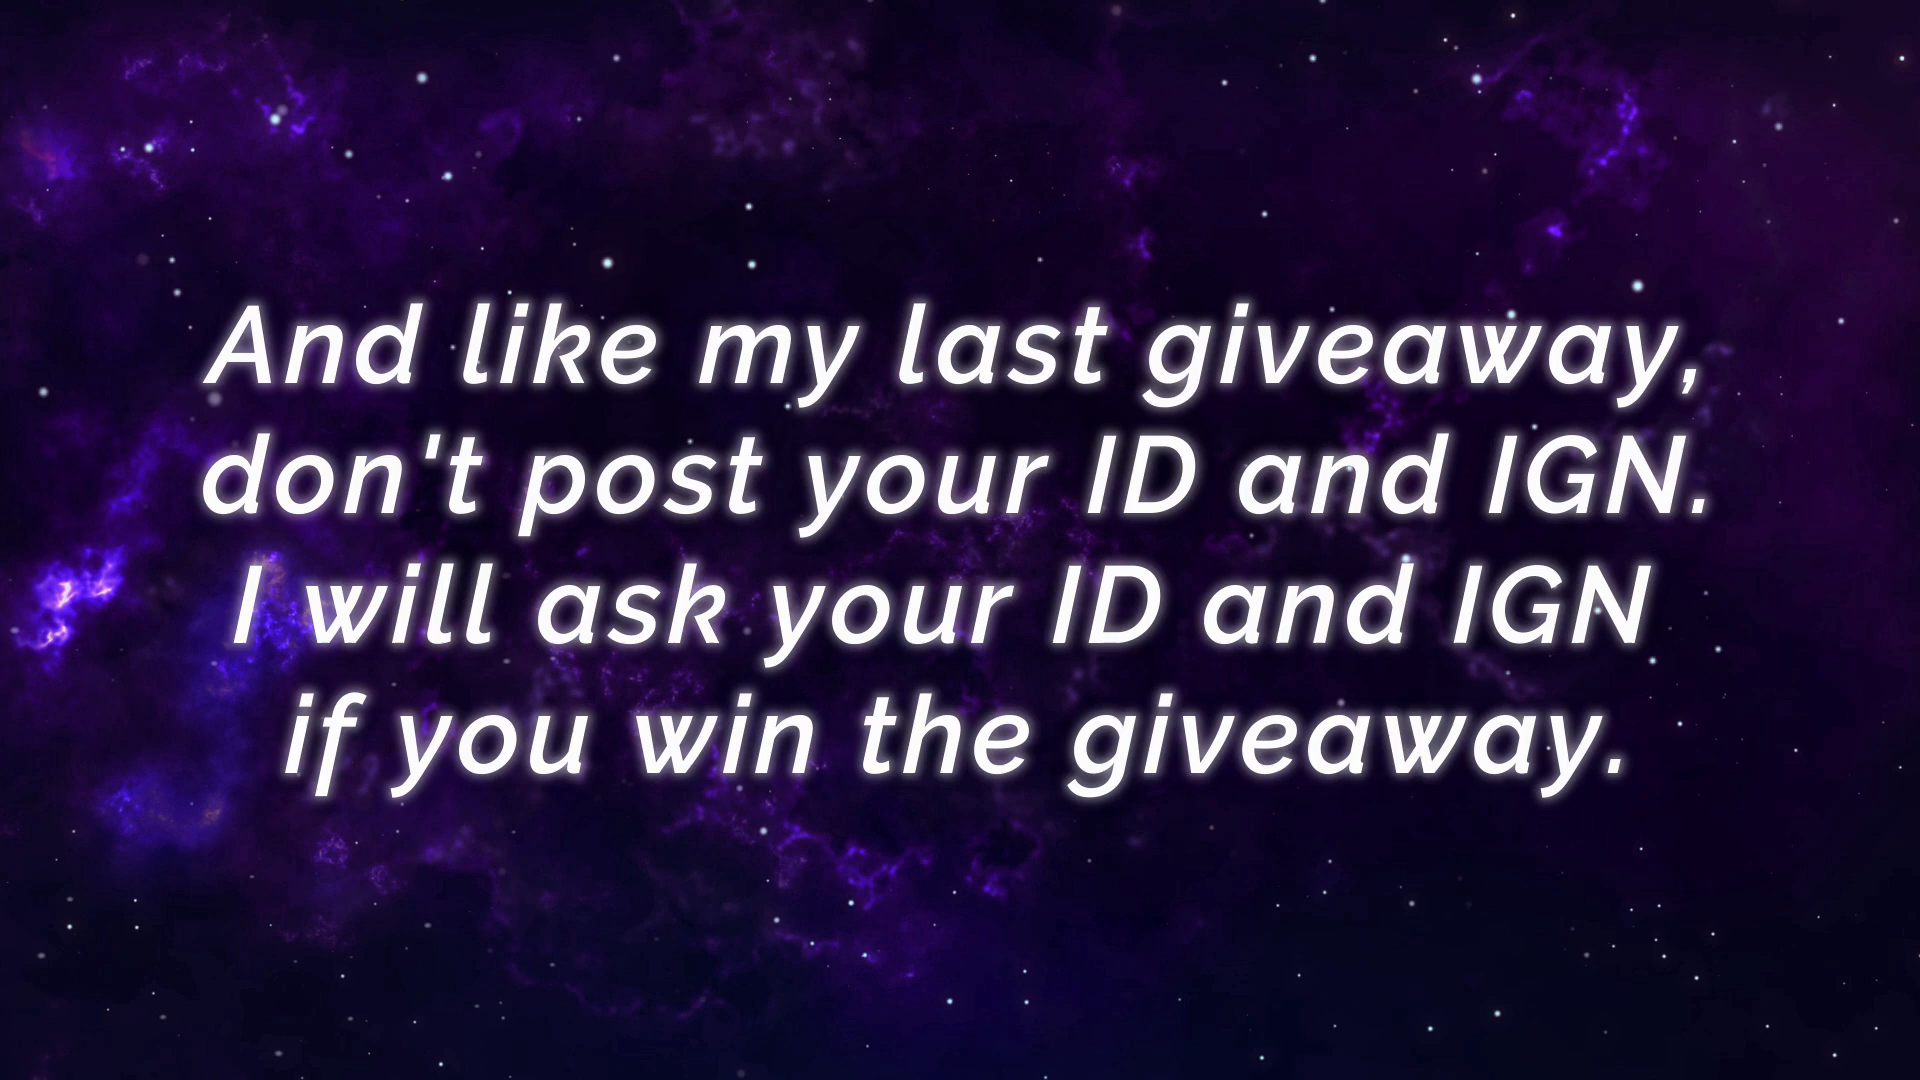 And like my last giveaway,
don't post your ID and IGN.
I will ask your ID and IGN
if you win the giveaway.